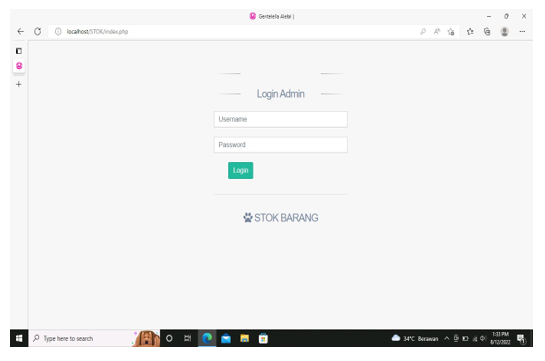 Gentelella Alela! |
localhost/STOK/index.php
Login Admin
Username
Password
Login
STOK BARANG
Type here to search
34°C Berawan
1:33 PM
8/12/2022